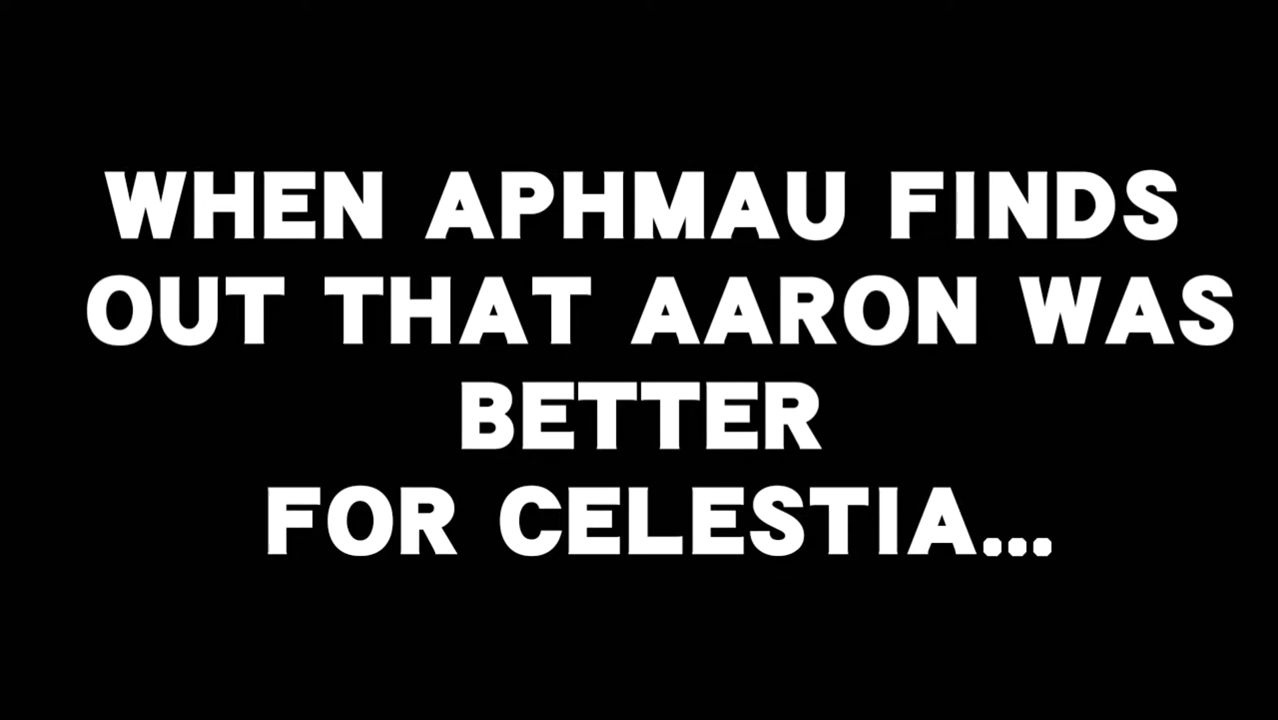 WHEN APHMAU FINDS
OUT THAT AARON WAS
BETTER
FOR CELESTIA...